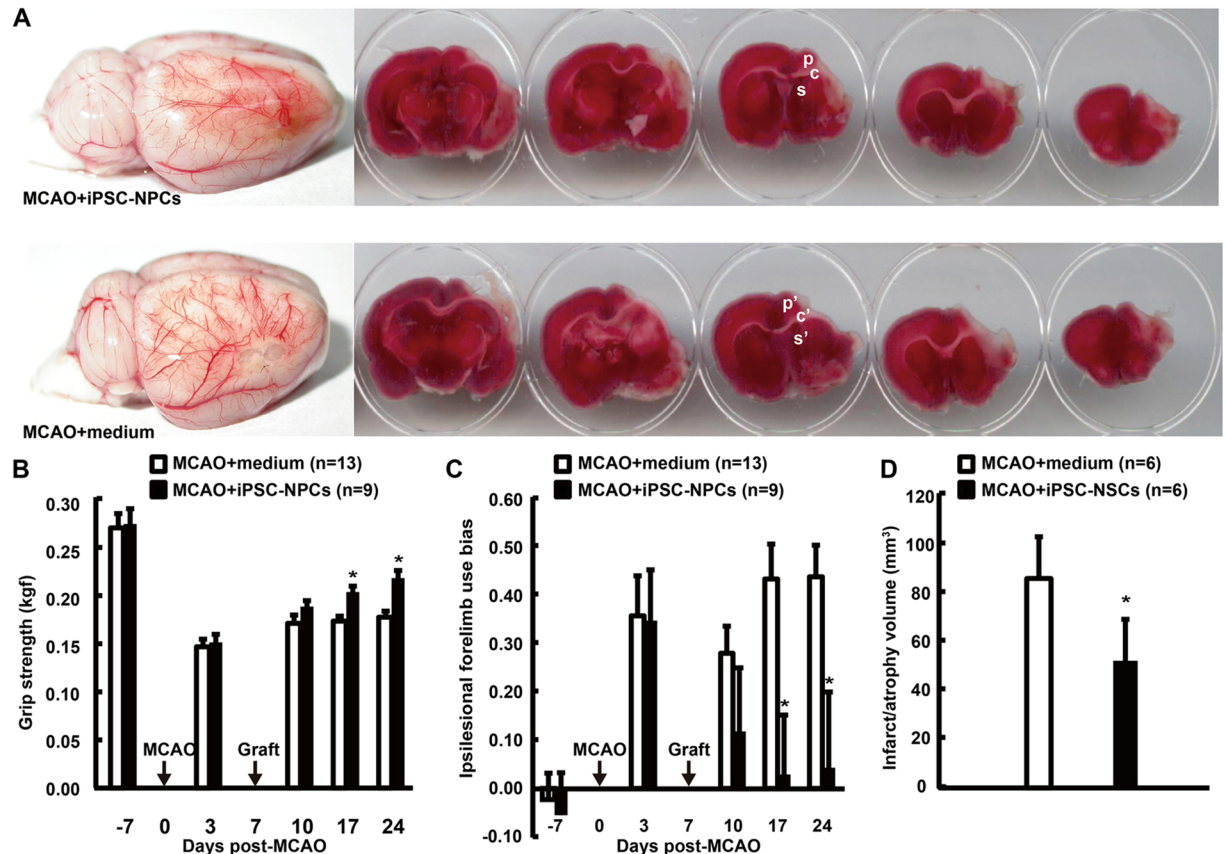 A
p
c
s
MCAO+iPSC-NPCs
p’
c’
s’
MCAO+medium
B
MCAO+medium (n=13)
MCAO+iPSC-NPCs (n=9)
Grip strength (kgf)
0.30
0.25
0.20
0.15
0.10
0.05
0.00
MCAO
Graft
*
*
-7 0 3 7 10 17 24
Days post-MCAO
C
MCAO+medium (n=13)
MCAO+iPSC-NPCs (n=9)
Ipsilesional forelimb use bias
0.60
0.50
0.40
0.30
0.20
0.10
0.00
-0.10
MCAO
Graft
*
*
-7 0 3 7 10 17 24
Days post-MCAO
D
MCAO+medium (n=6)
MCAO+iPSC-NSCs (n=6)
Infarct/atrophy volume (mm³)
120
100
80
60
40
20
0
*